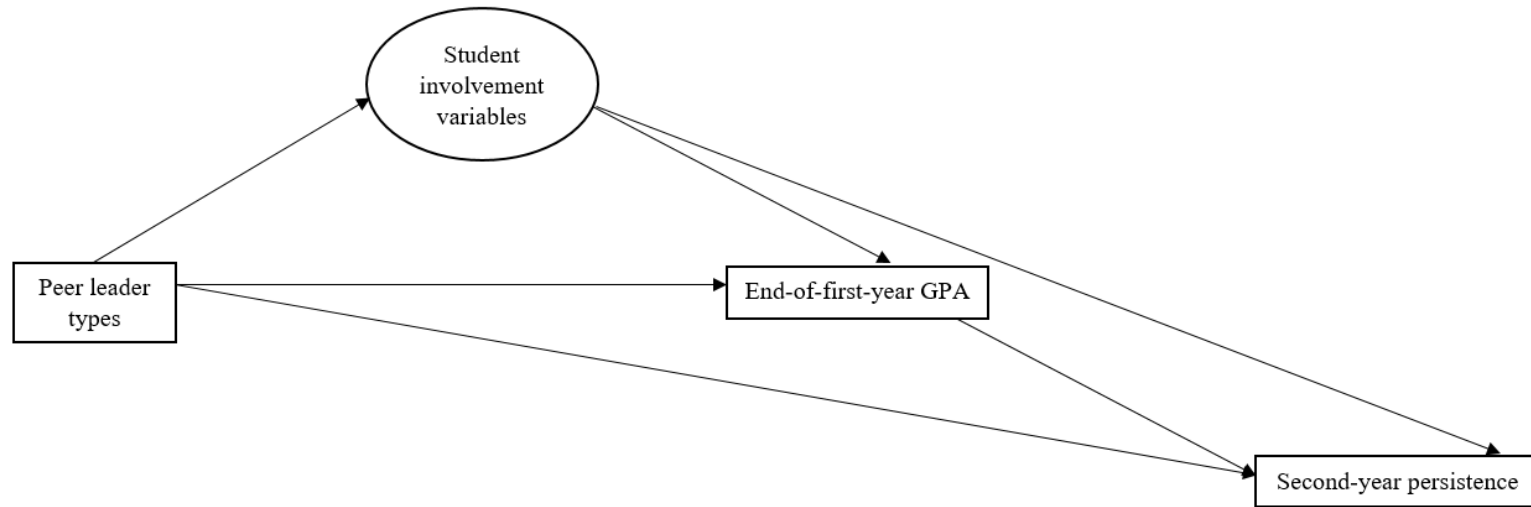 Student
involvement
variables
Peer leader
types
End-of-first-year GPA
Second-year persistence